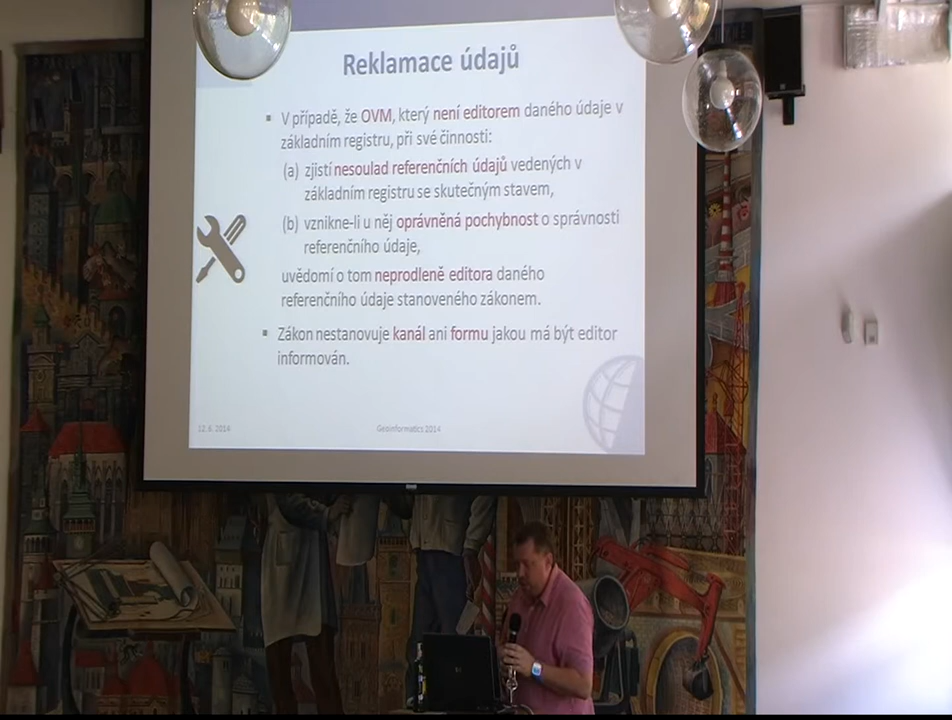 Reklamace údajů
▪ V případě, že OVM, který není editorem daného údaje v
základním registru, při své činnosti:
(a) zjistí nesoulad referenčních údajů vedených v
základním registru se skutečným stavem,
(b) vznikne-li u něj oprávněná pochybnost o správnosti
referenčního údaje,
uvědomí o tom neprodleně editora daného
referenčního údaje stanoveného zákonem.
▪ Zákon nestanovuje kanál ani formu jakou má být editor
informován.
12. 6. 2014
Geoinformatics 2014